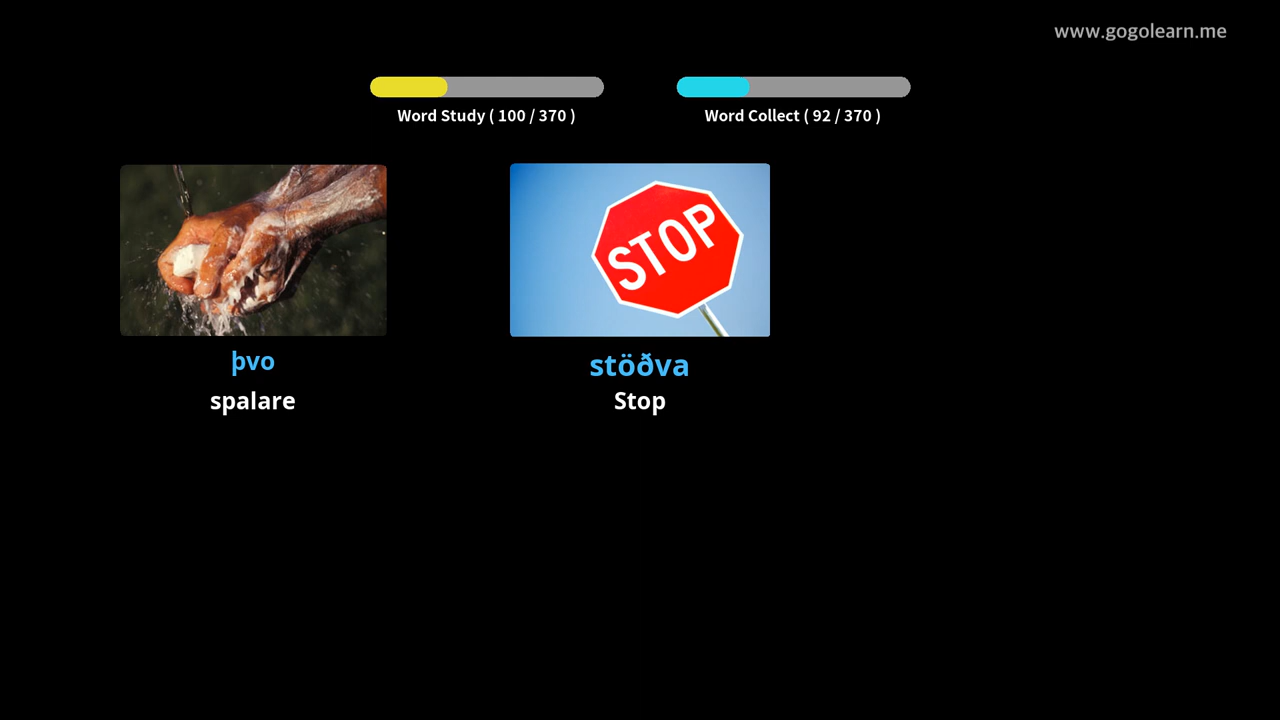 www.gogolearn.me
Word Study ( 100 / 370 )
Word Collect ( 92 / 370 )
STOP
þvo
spalare
stöðva
Stop